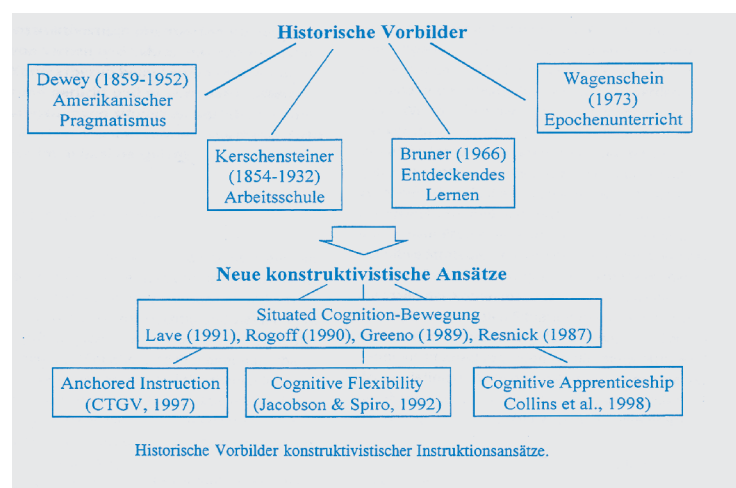 Historische Vorbilder
Dewey (1859-1952)
Amerikanischer
Pragmatismus
Wagenschein
(1973)
Epochenunterricht
Kerschensteiner
(1854-1932)
Arbeitsschule
Bruner (1966)
Entdeckendes
Lernen
Neue konstruktivistische Ansätze
Situated Cognition-Bewegung
Lave (1991), Rogoff (1990), Greeno (1989), Resnick (1987)
Anchored Instruction
(CTGV, 1997)
Cognitive Flexibility
(Jacobson & Spiro, 1992)
Cognitive Apprenticeship
Collins et al., 1998)
Historische Vorbilder konstruktivistischer Instruktionsansätze.